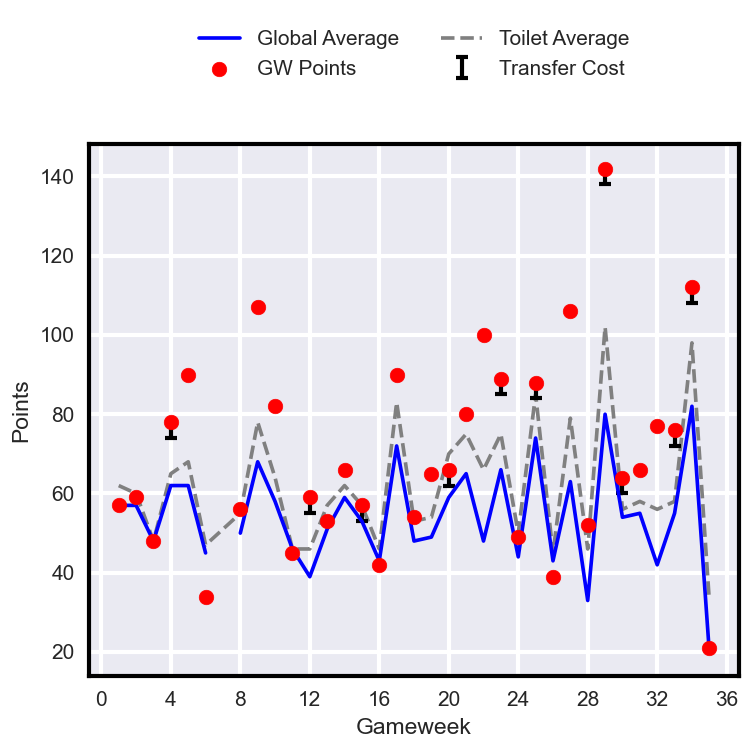 Global Average
Toilet Average
GW Points
Transfer Cost
140
120
100
80
60
40
20
Points
0 4 8 12 16 20 24 28 32 36
Gameweek